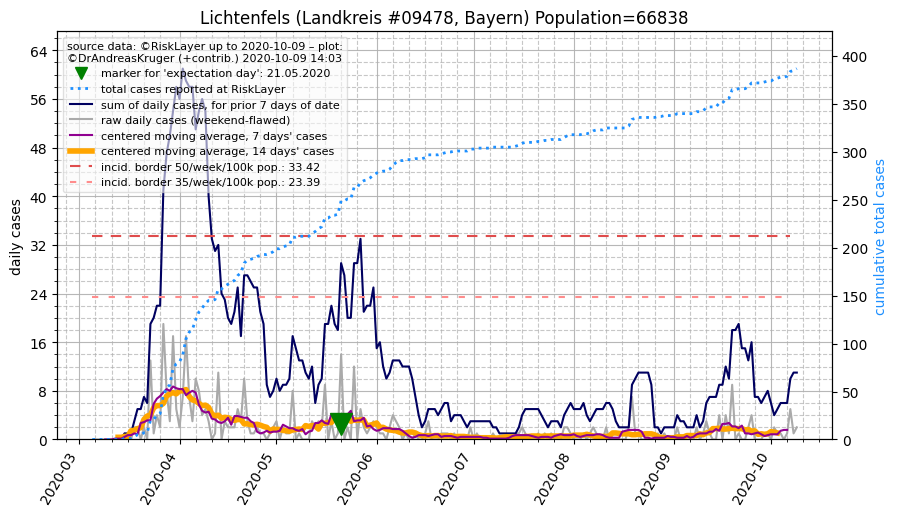 Lichtenfels (Landkreis #09478, Bayern) Population=66838
source data: ©RiskLayer up to 2020-10-09 – plot:
©DrAndreasKruger (+contrib.) 2020-10-09 14:03
marker for 'expectation day': 21.05.2020
total cases reported at RiskLayer
sum of daily cases, for prior 7 days of date
raw daily cases (weekend-flawed)
centered moving average, 7 days' cases
centered moving average, 14 days' cases
incid. border 50/week/100k pop.: 33.42
incid. border 35/week/100k pop.: 23.39
daily cases
64
56
48
40
32
24
16
8
0
cumulative total cases
400
350
300
250
200
150
100
50
0
2020-03
2020-04
2020-05
2020-06
2020-07
2020-08
2020-09
2020-10